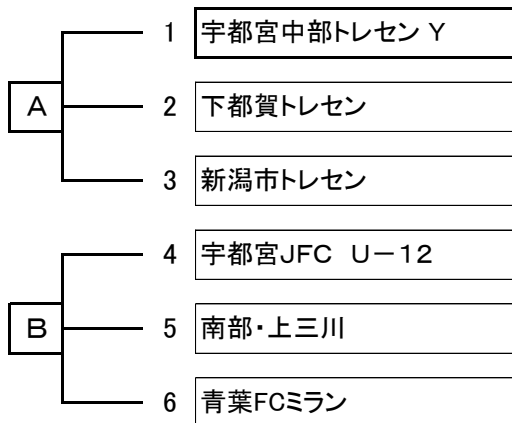 1 宇都宮中部トレセン Y
A 2 下都賀トレセン
3 新潟市トレセン
4 宇都宮JFC U－12
B 5 南部・上三川
6 青葉FCミラン